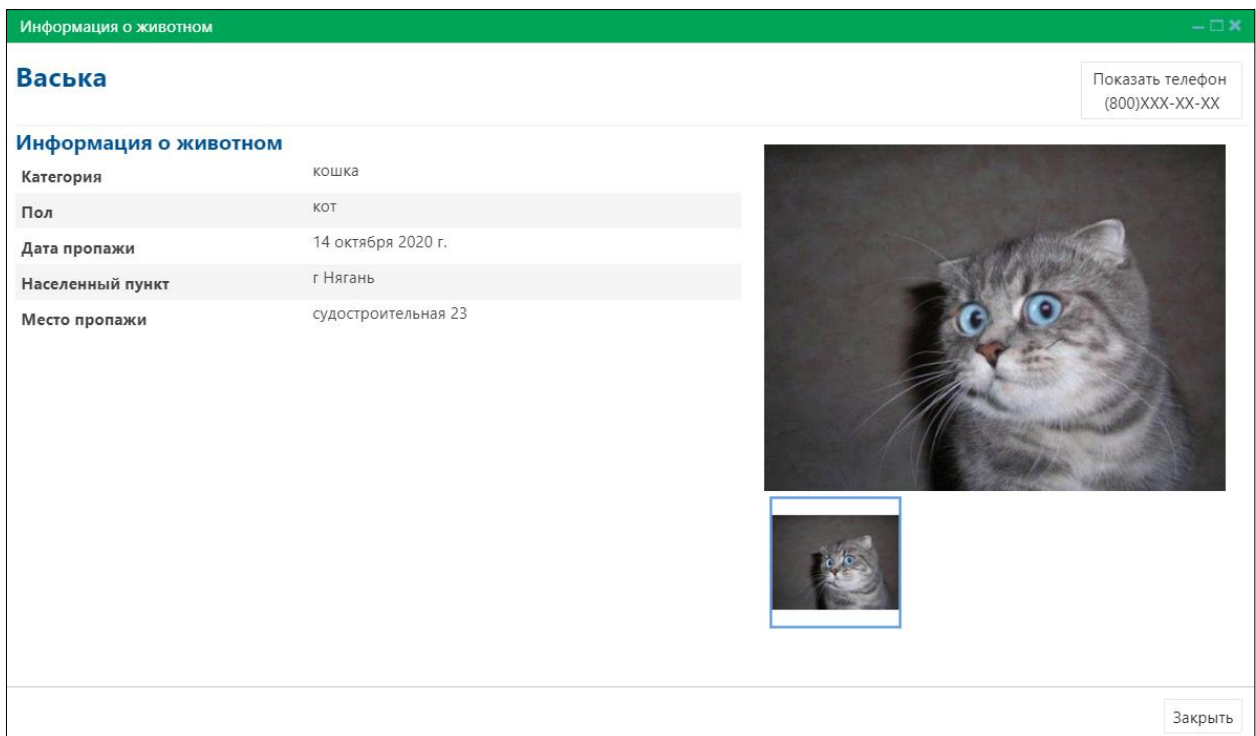 Информация о животном
Васька
Показать телефон
(800)XXX-XX-XX
Информация о животном
Категория кошка
Пол кот
Дата пропажи 14 октября 2020 г.
Населенный пункт г Нягань
Место пропажи судостроительная 23
Закрыть